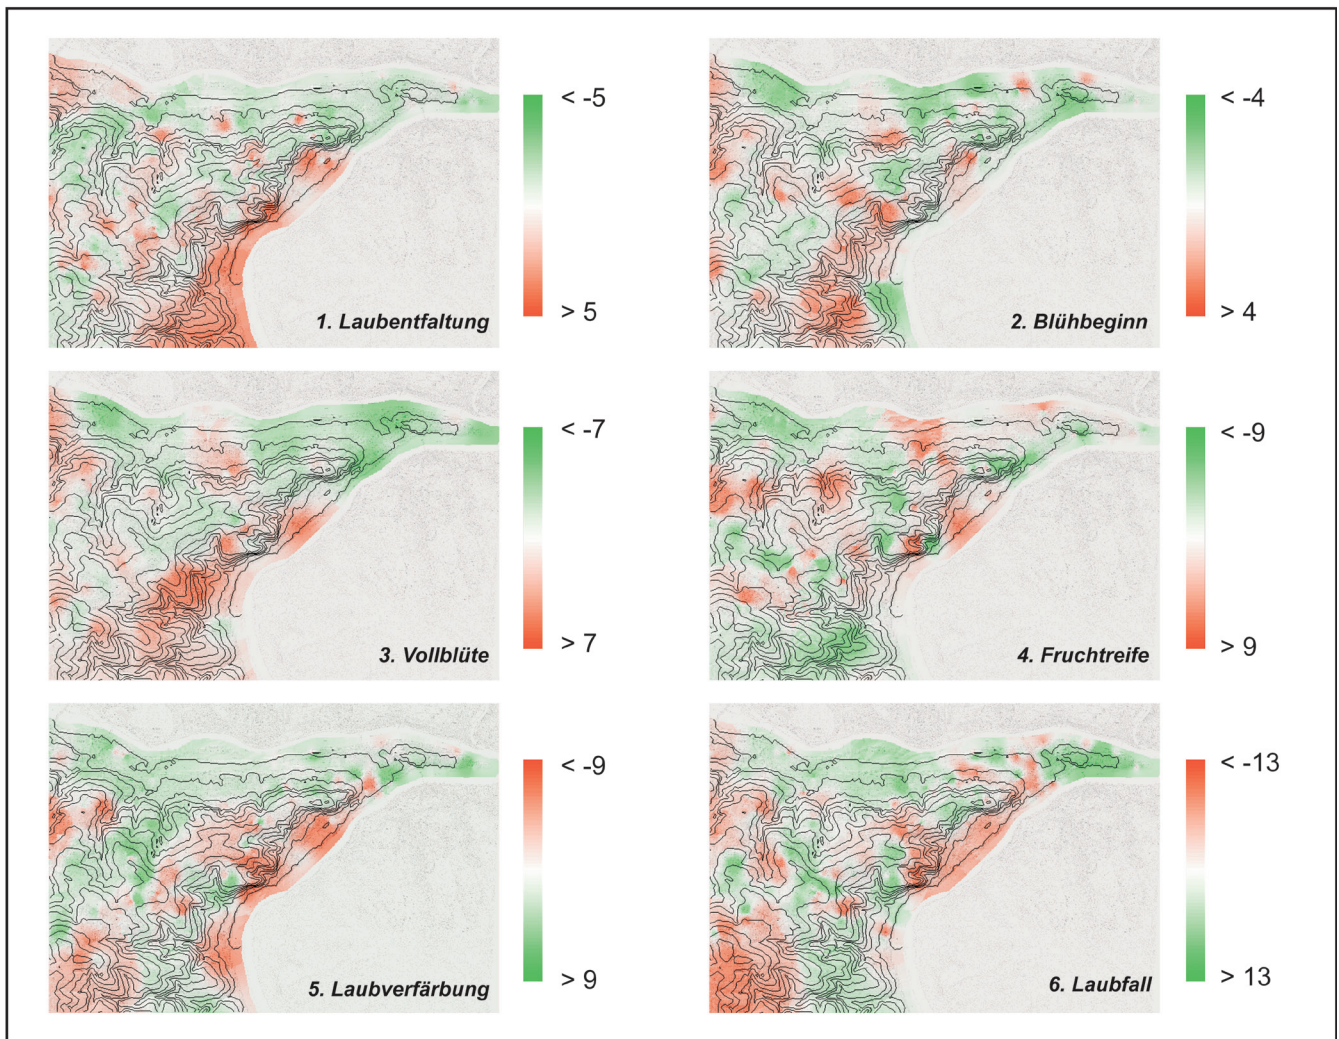 < -5
> 5
1. Laubentfaltung
< -4
> 4
2. Blühbeginn
< -7
> 7
3. Vollblüte
< -9
> 9
4. Fruchtreife
< -9
> 9
5. Laubverfärbung
< -13
> 13
6. Laubfall